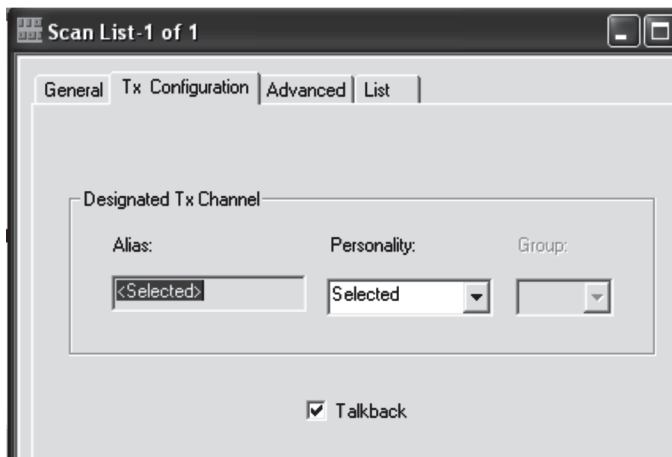 Scan List-1 of 1
General Tx Configuration Advanced List
Designated Tx Channel
Alias: Personality: Group:
<Selected> Selected
Talkback